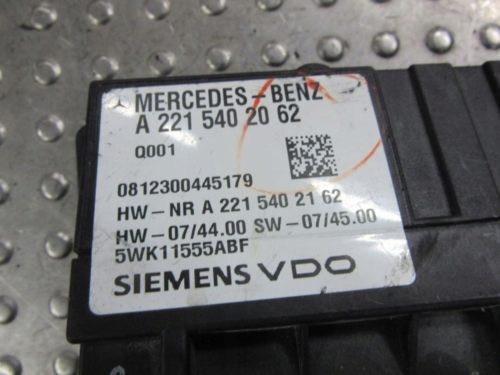 MERCEDES-BENZ
A 221 540 20 62
Q001
0812300445179
HW-NR A 221 540 21 62
HW-07/44.00 SW-07/45.00
5WK11555ABF
SIEMENS VDO